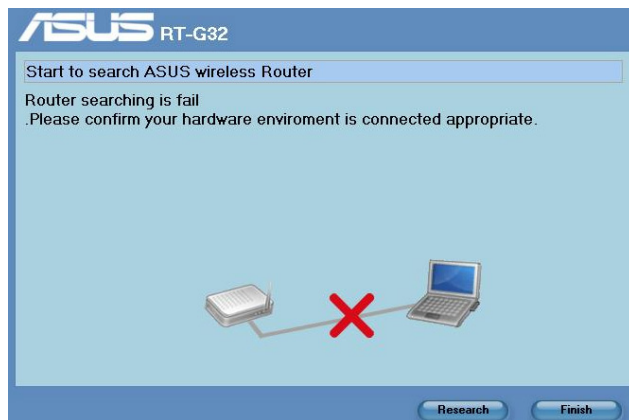 ASUS RT-G32
Start to search ASUS wireless Router
Router searching is fail
.Please confirm your hardware enviroment is connected appropriate.
Research Finish